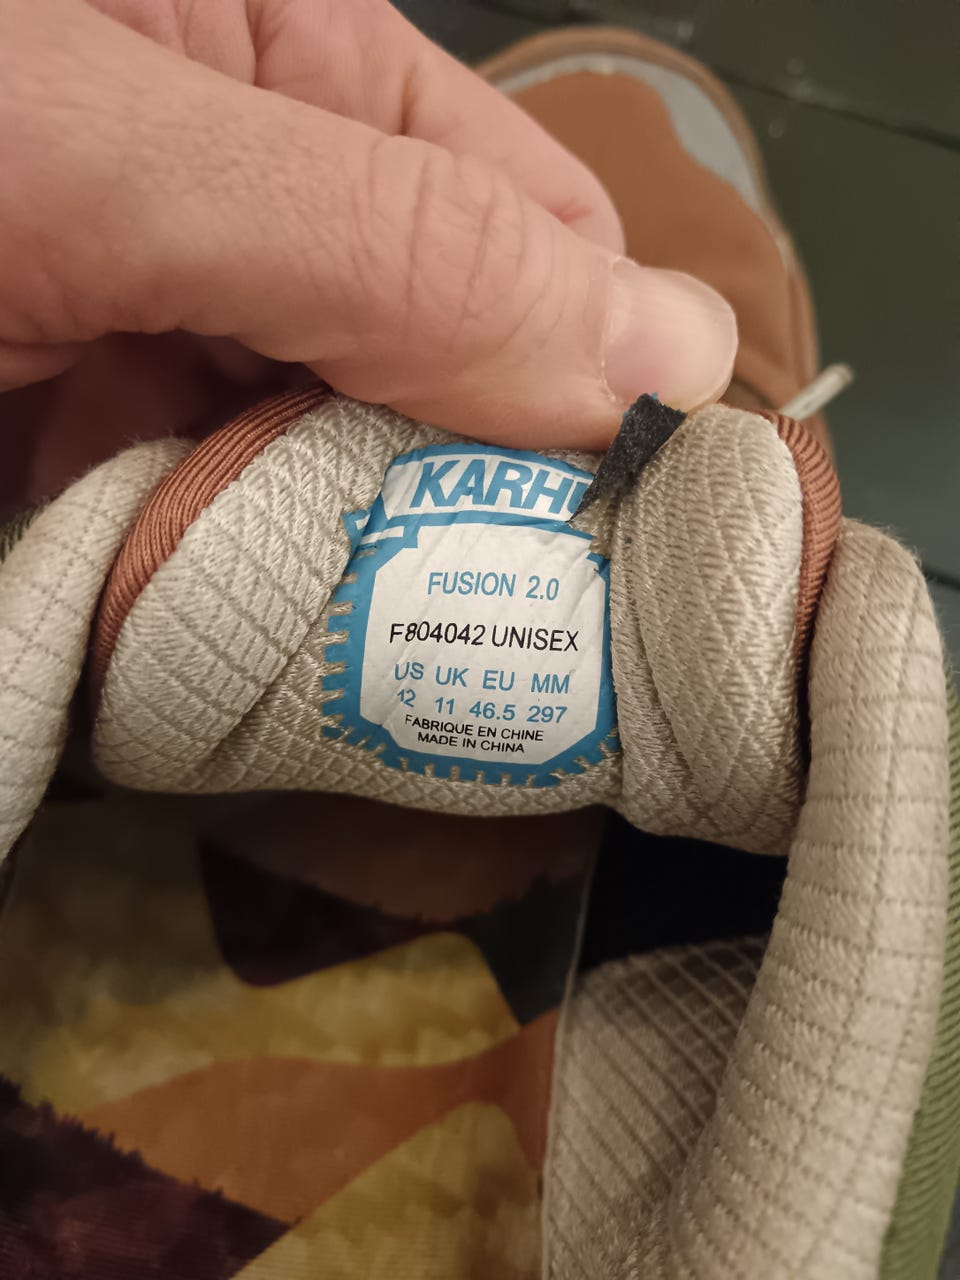 KARHU
FUSION 2.0
F804042 UNISEX
US UK EU MM
12 11 46.5 297
FABRIQUE EN CHINE
MADE IN CHINA